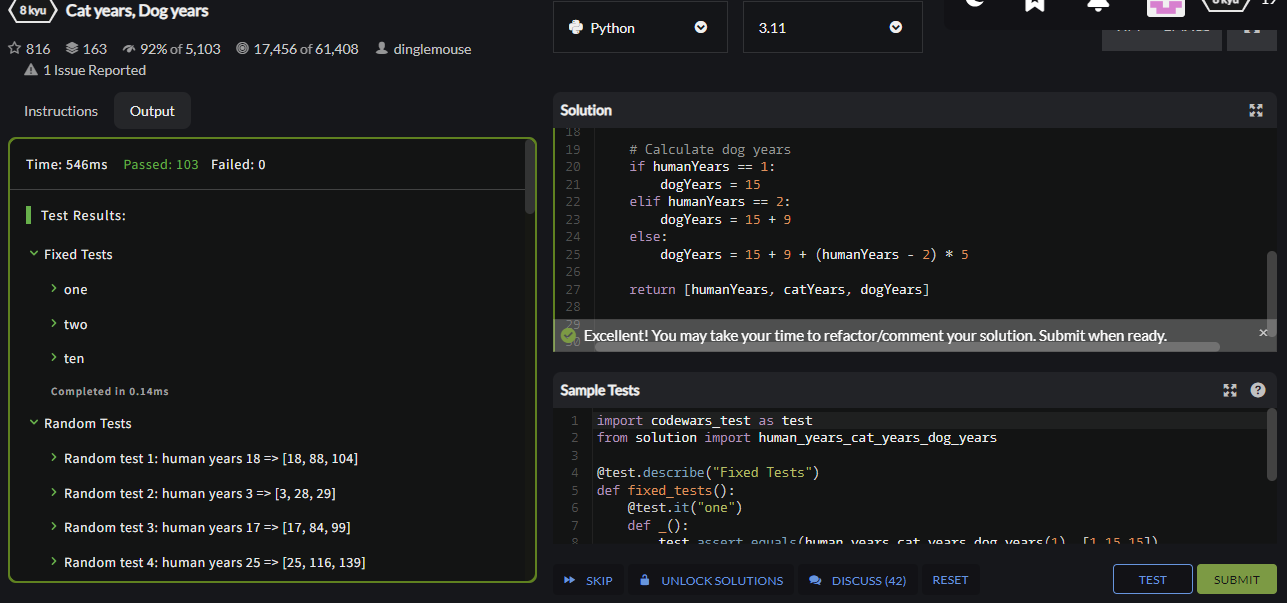 8 kyu Cat years, Dog years
816 163 92% of 5,103 17,456 of 61,408 dinglemouse
1 Issue Reported
Instructions Output
Time: 546ms Passed: 103 Failed: 0
Test Results:
Fixed Tests
one
two
ten
Completed in 0.14ms
Random Tests
Random test 1: human years 18 => [18, 88, 104]
Random test 2: human years 3 => [3, 28, 29]
Random test 3: human years 17 => [17, 84, 99]
Random test 4: human years 25 => [25, 116, 139]
Python 3.11
Solution
18
19 # Calculate dog years
20 if humanYears == 1:
21 dogYears = 15
22 elif humanYears == 2:
23 dogYears = 15 + 9
24 else:
25 dogYears = 15 + 9 + (humanYears - 2) * 5
26
27 return [humanYears, catYears, dogYears]
28
29
30
Excellent! You may take your time to refactor/comment your solution. Submit when ready.
Sample Tests
1 import codewars_test as test
2 from solution import human_years_cat_years_dog_years
3
4 @test.describe("Fixed Tests")
5 def fixed_tests():
6 @test.it("one")
7 def _():
8 test.assert_equals(human_years_cat_years_dog_years(1), [1,15,15])
SKIP UNLOCK SOLUTIONS DISCUSS (42) RESET TEST SUBMIT